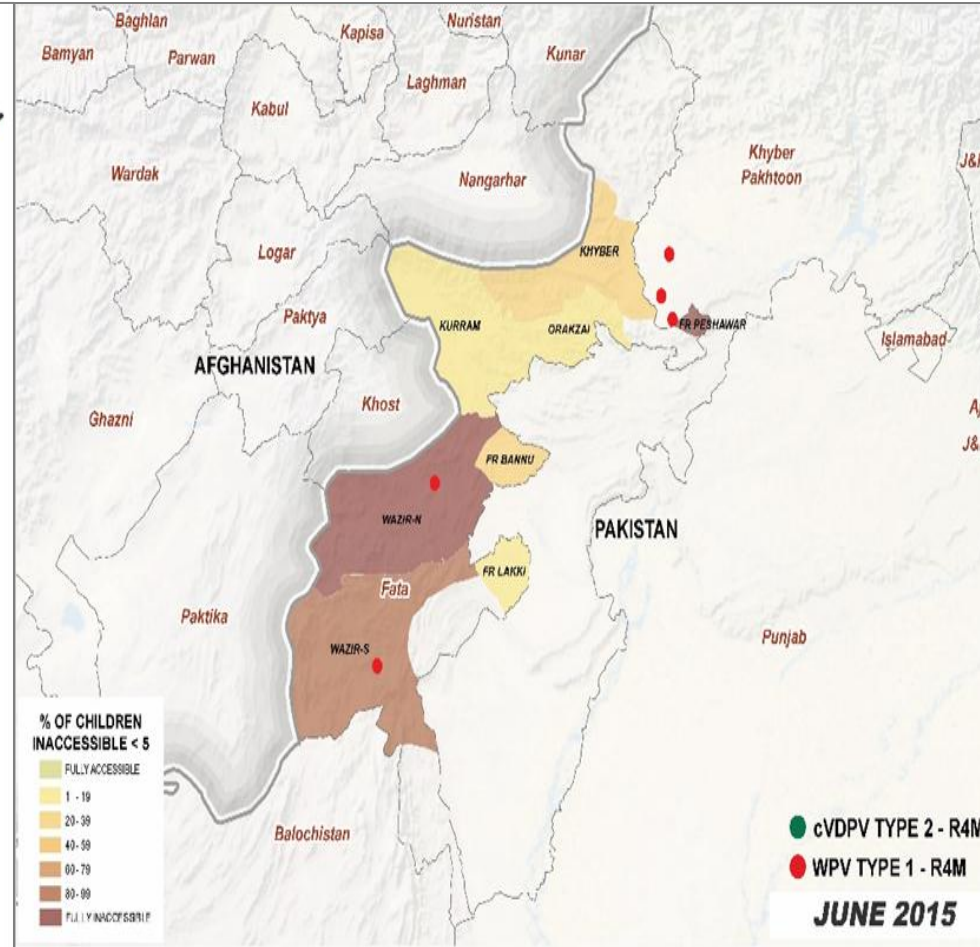 Baghlan
Nuristan
Kapisa
Bamyan
Parwan
Kunar
Laghman
Kabul
Wardak
Khyber
Pakhtoon
J&
Nangarhar
Logar
KHYBER
Paktya
KURRAM
ORAKZAI
FR PESHAWAR
Islamabad
AFGHANISTAN
Khost
Ghazni
A
J&
FR BANNU
WAZIR-N
PAKISTAN
FR LAKKI
Fata
Paktika
WAZIR-S
Punjab
% OF CHILDREN
INACCESSIBLE < 5
FULLY ACCESSIBLE
1 - 19
20-39
40-59
60-79
80-99
FULLY INACCESSIBLE
Balochistan
cVDPV TYPE 2 - R4M
WPV TYPE 1 - R4M
JUNE 2015